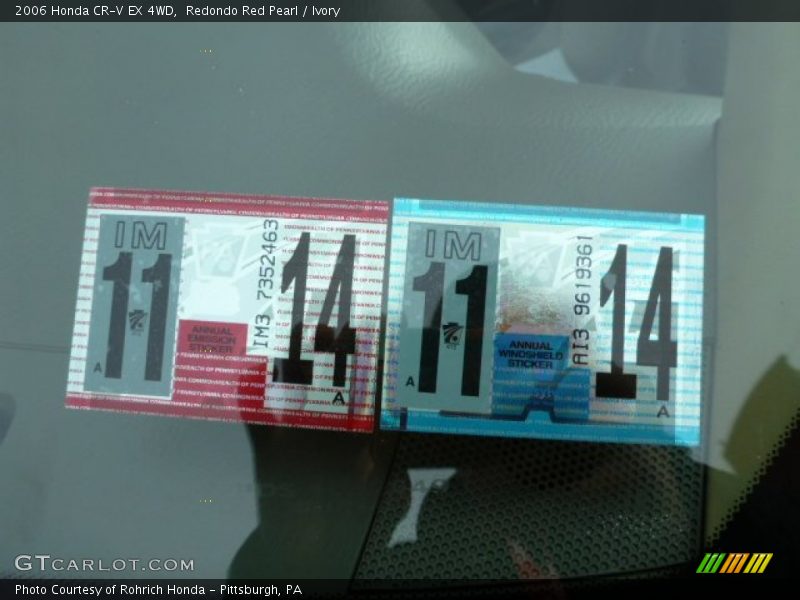 2006 Honda CR-V EX 4WD,  Redondo Red Pearl / Ivory
IM
11
A
IM3 7352463
14
A
ANNUAL
EMISSION
STICKER
IM
11
A
AI3 9619361
14
A
ANNUAL
WINDSHIELD
STICKER
GTCARLOT.COM
Photo Courtesy of Rohrich Honda - Pittsburgh, PA